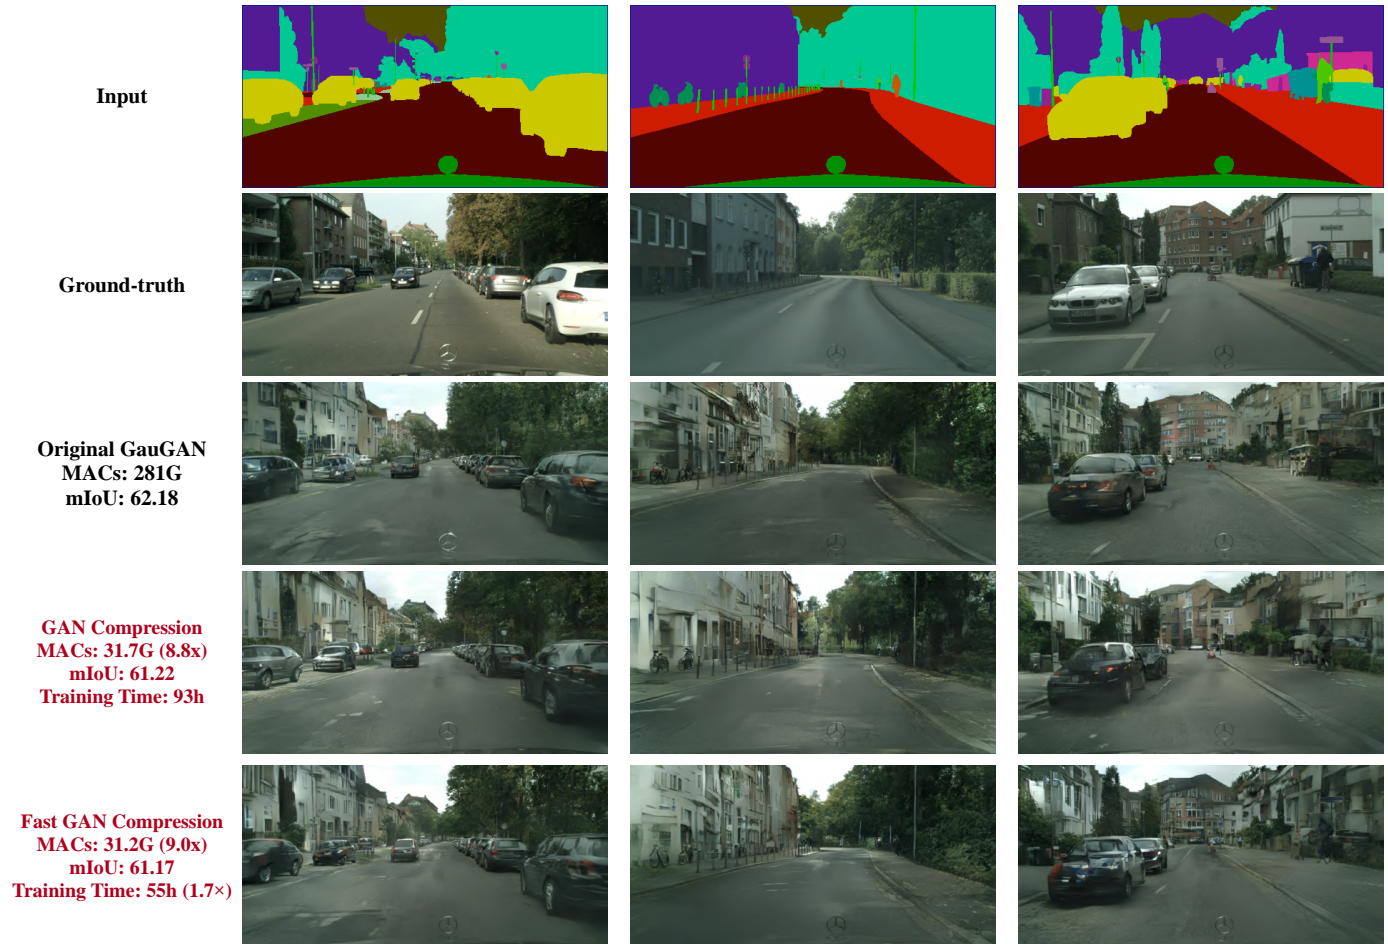 Input
Ground-truth
Original GauGAN
MACs: 281G
mIoU: 62.18
GAN Compression
MACs: 31.7G (8.8x)
mIoU: 61.22
Training Time: 93h
Fast GAN Compression
MACs: 31.2G (9.0x)
mIoU: 61.17
Training Time: 55h (1.7×)